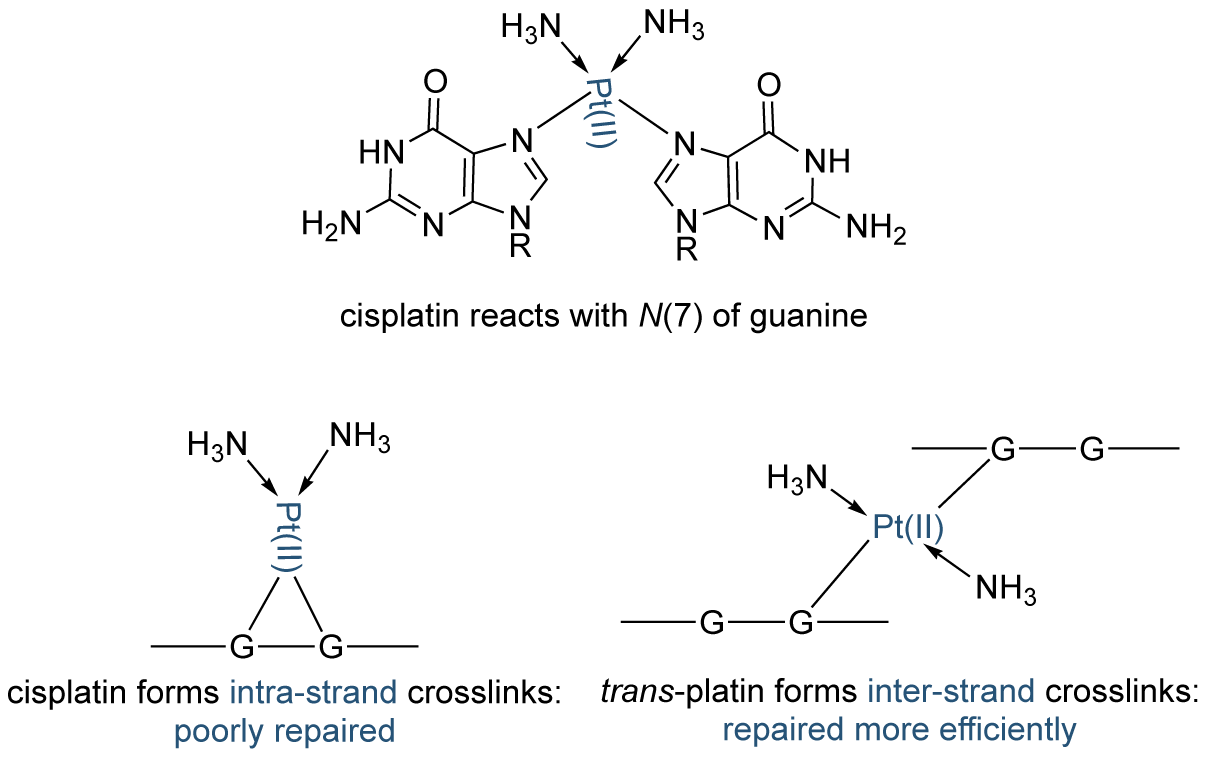 H3N NH3
Pt(II)
O O
HN N N NH
H2N N N N N NH2
R R
cisplatin reacts with N(7) of guanine
H3N NH3
Pt(II)
G G
cisplatin forms intra-strand crosslinks:
poorly repaired
G G
H3N
Pt(II)
NH3
G G
trans-platin forms inter-strand crosslinks:
repaired more efficiently